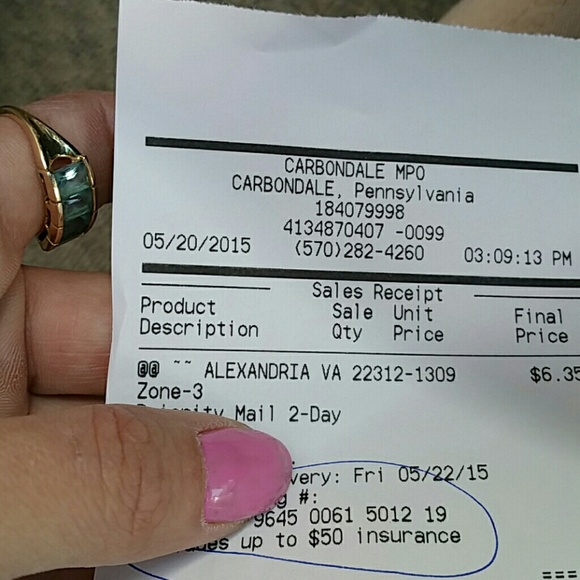 CARBONDALE MPO
CARBONDALE, Pennsylvania
184079998
4134870407 -0099
05/20/2015 (570)282-4260 03:09:13 PM
Sales Receipt
Product Sale Unit Final
Description Qty Price Price
@@ ~~ ALEXANDRIA VA 22312-1309 $6.35
Zone-3
Priority Mail 2-Day
very: Fri 05/22/15
g #:
9645 0061 5012 19
up to $50 insurance
===